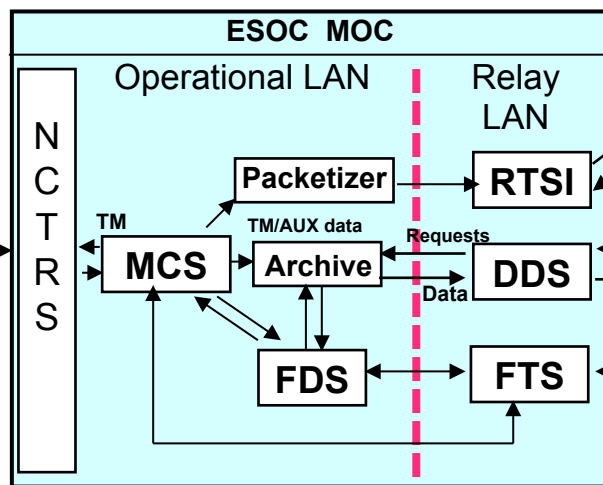 ESOC MOC
Operational LAN
Relay
LAN
N
C
T
R
S
Packetizer
RTSI
TM
TM/AUX data
Requests
MCS
Archive
DDS
Data
FDS
FTS